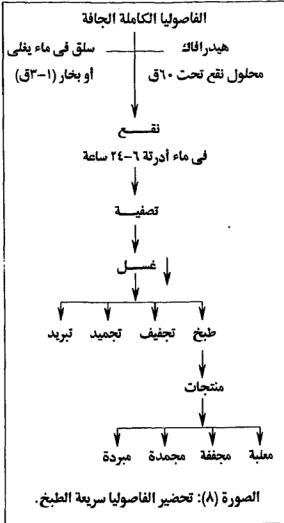 الفاصوليا الكاملة الجافة
هيدرافاك سلق فى ماء يغلى
محلول نقع تحت ٦٠ق أو بخار (١-٣ق)
نقـــــع
فى ماء أدرتة ٦-٢٤ ساعة
تصفيـــة
غســـل
طبخ تجفيف تجميد تبريد
منتجات
معلبة مجففة مجمدة مبردة
الصورة (٨): تحضير الفاصوليا سريعة الطبخ.